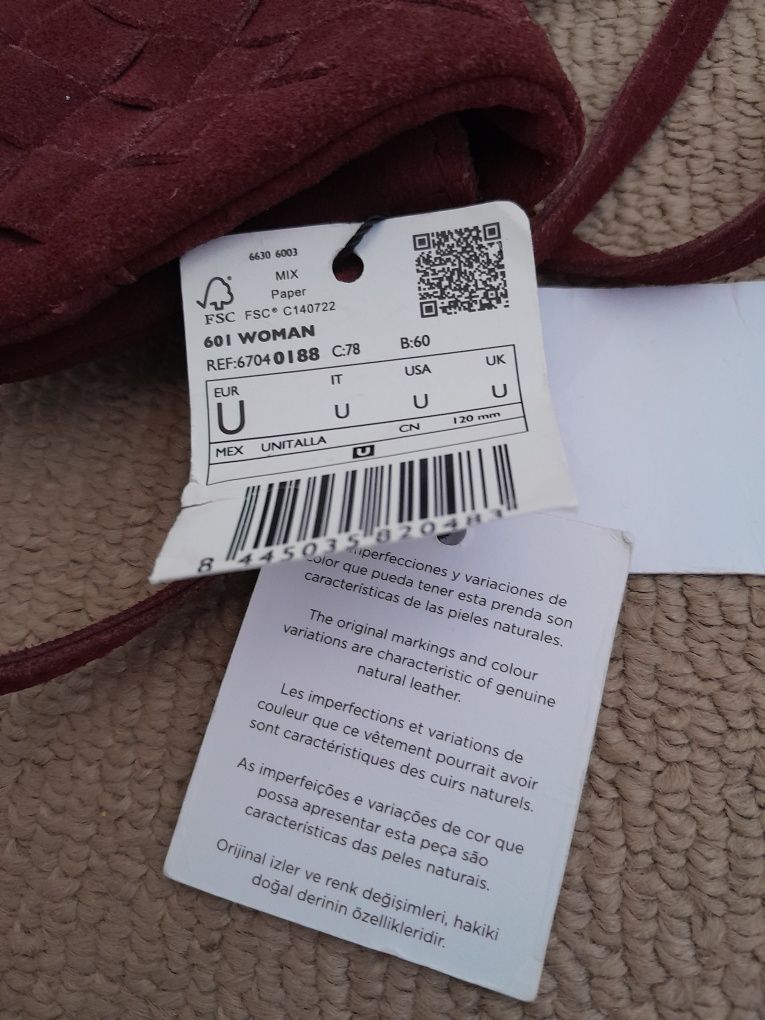 6630 6003
MIX
Paper
FSC FSC® C140722
601 WOMAN
REF:6704 0188 C:78 B:60
EUR IT USA UK
U U U U
MEX UNITALLA CN 120 mm
U
8 445035 820483
imperfecciones y variaciones de
color que pueda tener esta prenda son
características de las pieles naturales.
The original markings and colour
variations are characteristic of genuine
natural leather.
Les imperfections et variations de
couleur que ce vêtement pourrait avoir
sont caractéristiques des cuirs naturels.
As imperfeições e variações de cor que
possa apresentar esta peça são
características das peles naturais.
Orijinal izler ve renk değişimleri, hakiki
doğal derinin özellikleridir.